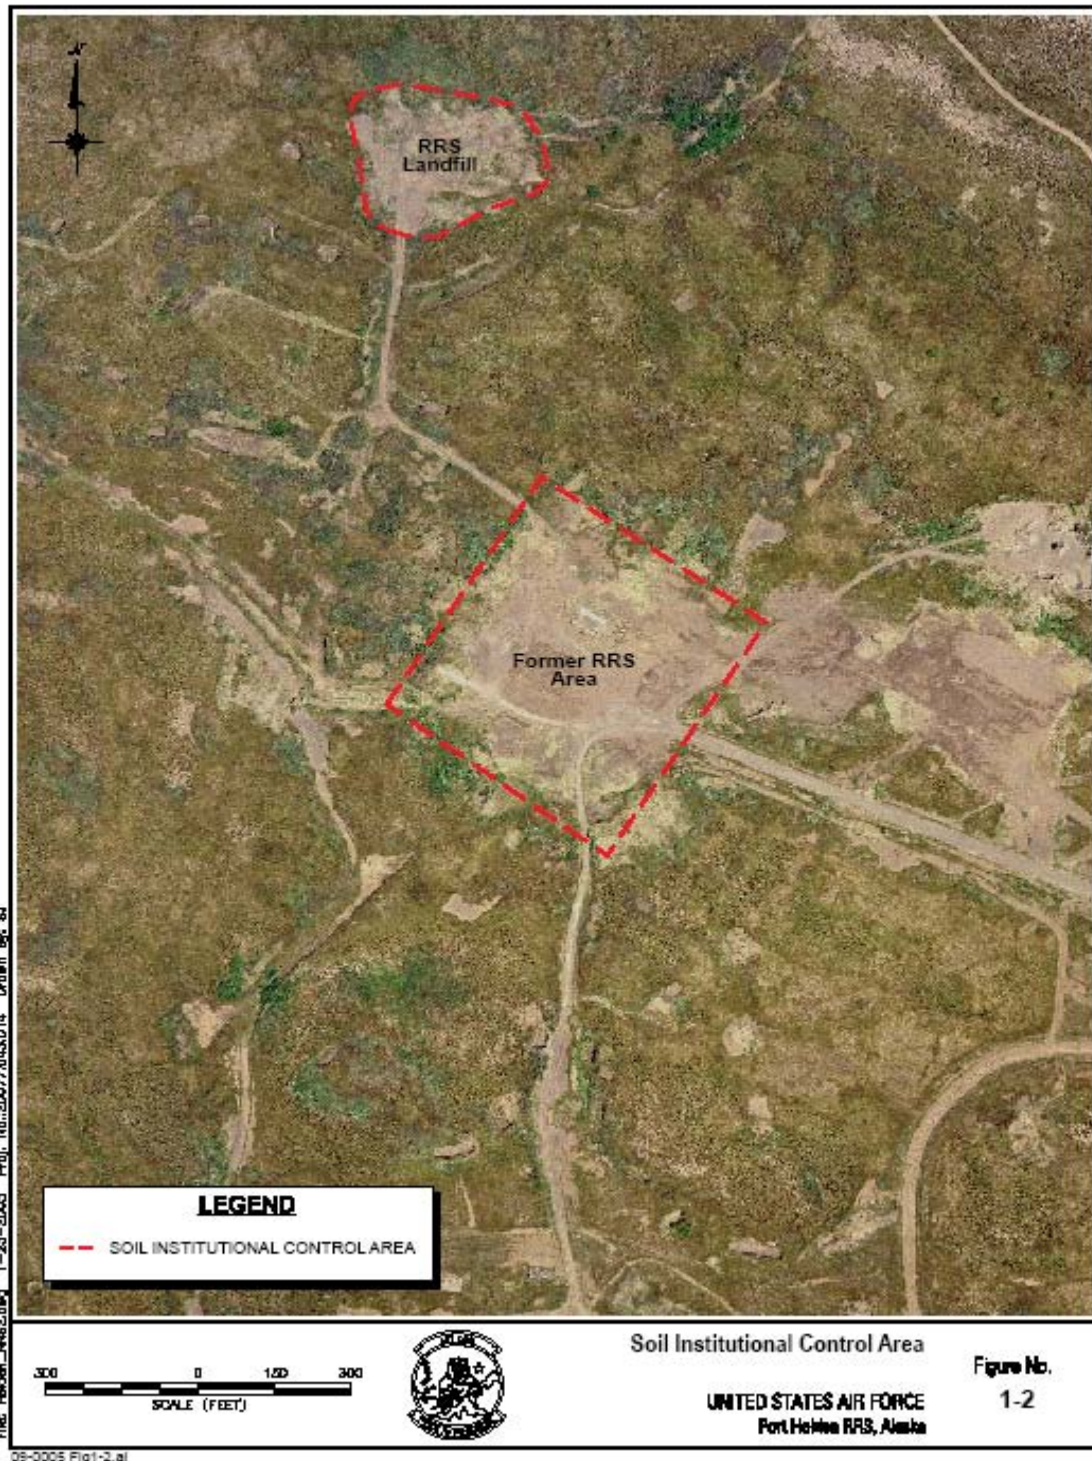 N
RRS
Landfill
Former RRS
Area
LEGEND
SOIL INSTITUTIONAL CONTROL AREA
300 0 150 300
SCALE (FEET)
Soil Institutional Control Area
UNITED STATES AIR FORCE
Port Heiden RRS, Alaska
Figure No.
1-2
09-0005 Fig1-2.ai